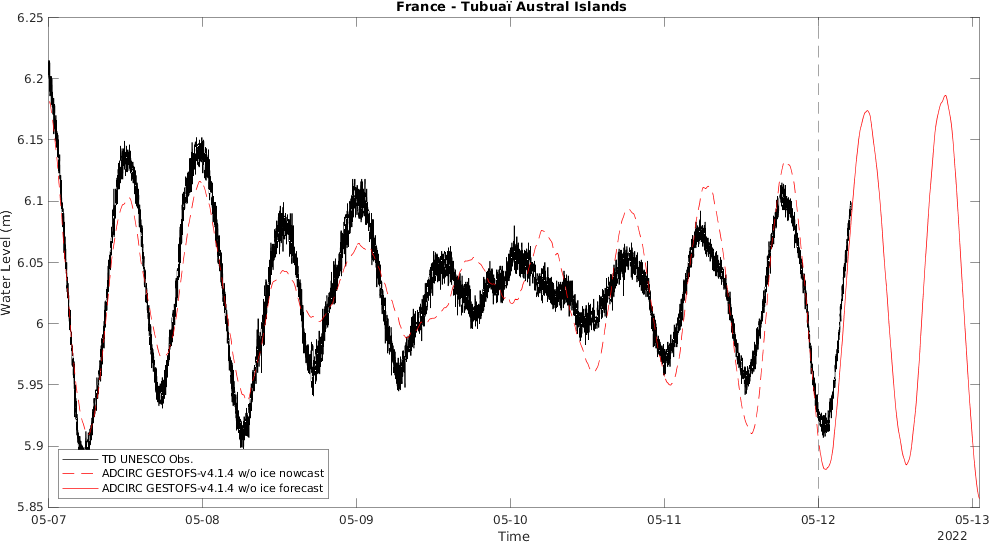 France - Tubuaï Austral Islands
6.25
6.2
6.15
6.1
6.05
6
5.95
5.9
5.85
Water Level (m)
TD UNESCO Obs.
ADCIRC GESTOFS-v4.1.4 w/o ice nowcast
ADCIRC GESTOFS-v4.1.4 w/o ice forecast
05-07 05-08 05-09 05-10 05-11 05-12 05-13
Time
2022